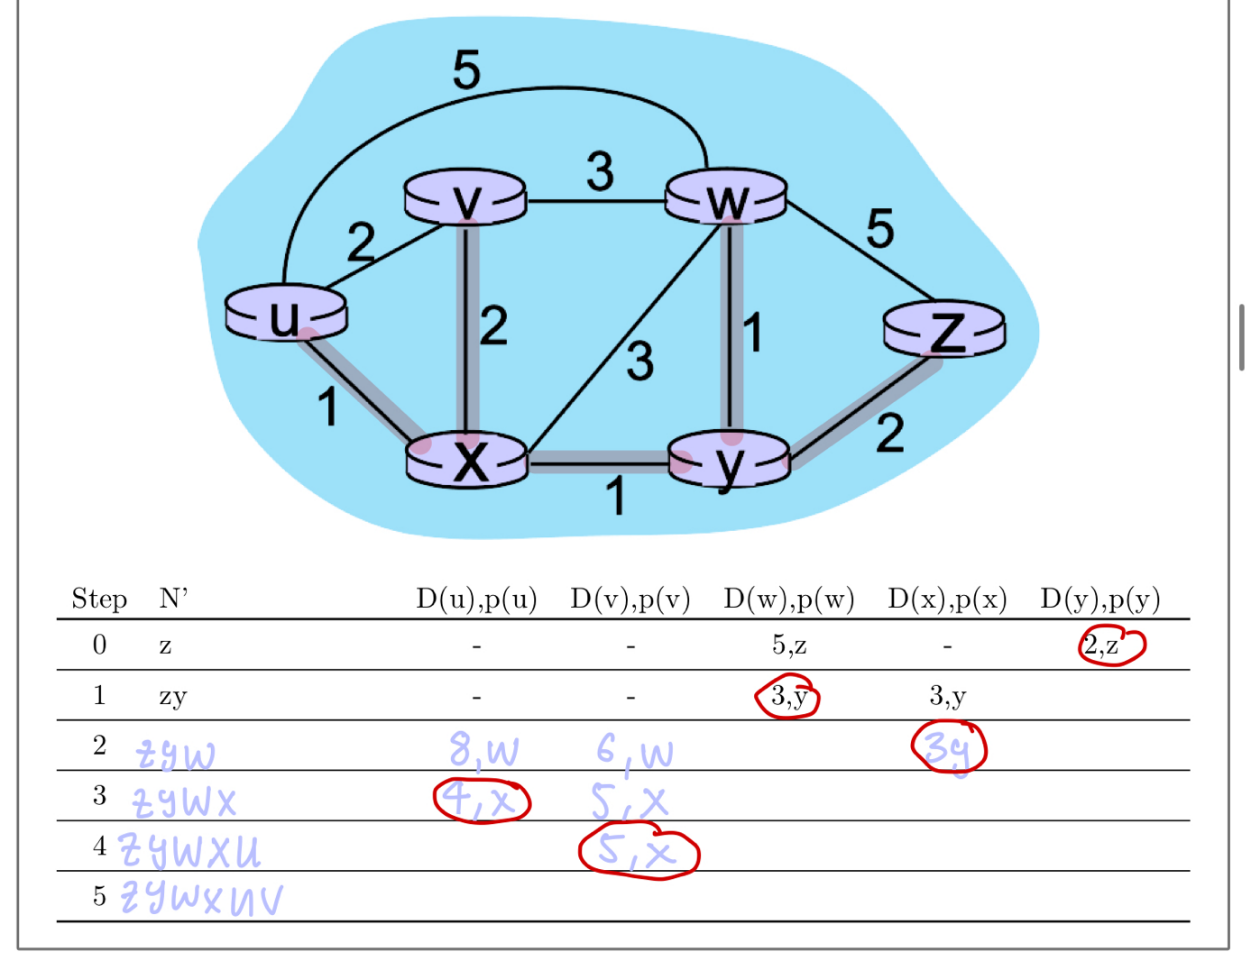 5
v 3 w
2 5
u 2 1 z
3
1 2
x 1 y
Step N' D(u),p(u) D(v),p(v) D(w),p(w) D(x),p(x) D(y),p(y)
0 z - - 5,z - 2,z
1 zy - - 3,y 3,y
2 zyw 8,w 6,w 3y
3 zywx 4,x 5,x
4 zywxu 5,x
5 zywxuv